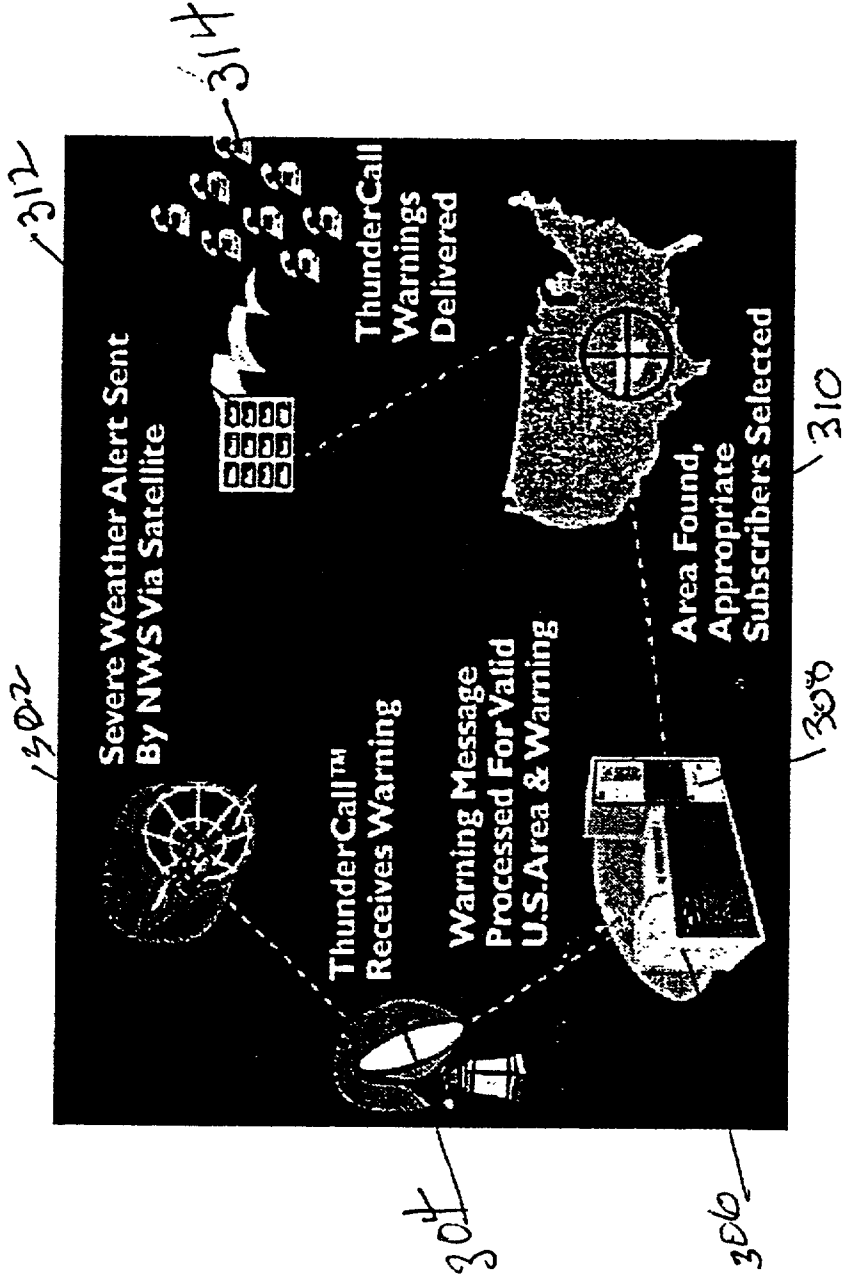 302
312
314
Severe Weather Alert Sent
By NWS Via Satellite
ThunderCall™
Receives Warning
ThunderCall
Warnings
Delivered
304
Warning Message
Processed For Valid
U.S. Area & Warning
Area Found,
Appropriate
Subscribers Selected
306
308
310